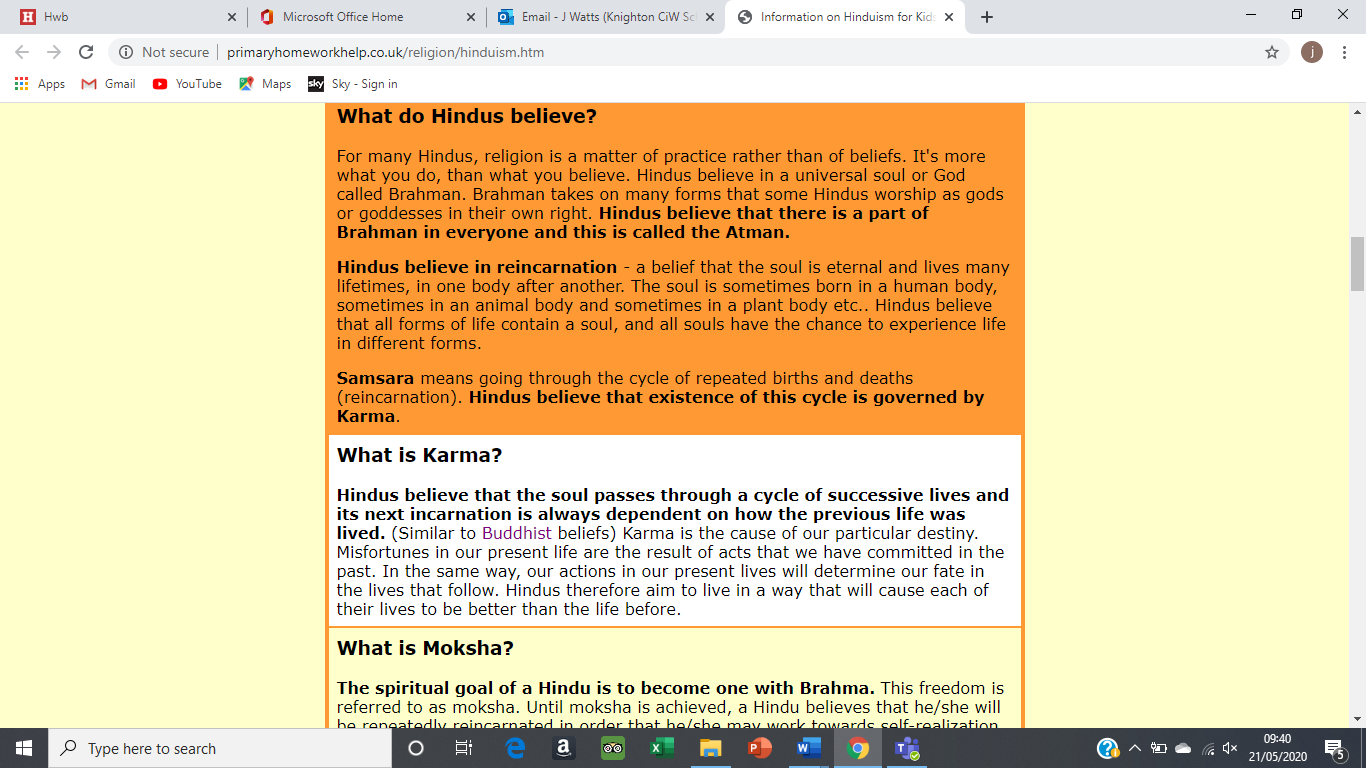 Hwb
Microsoft Office Home
Email - J Watts (Knighton CiW Sc
Information on Hinduism for Kid
Not secure | primaryhomeworkhelp.co.uk/religion/hinduism.htm
j
Apps
Gmail
YouTube
Maps
sky
Sky - Sign in
What do Hindus believe?
For many Hindus, religion is a matter of practice rather than of beliefs. It's more
what you do, than what you believe. Hindus believe in a universal soul or God
called Brahman. Brahman takes on many forms that some Hindus worship as gods
or goddesses in their own right. Hindus believe that there is a part of
Brahman in everyone and this is called the Atman.
Hindus believe in reincarnation - a belief that the soul is eternal and lives many
lifetimes, in one body after another. The soul is sometimes born in a human body,
sometimes in an animal body and sometimes in a plant body etc.. Hindus believe
that all forms of life contain a soul, and all souls have the chance to experience life
in different forms.
Samsara means going through the cycle of repeated births and deaths
(reincarnation). Hindus believe that existence of this cycle is governed by
Karma.
What is Karma?
Hindus believe that the soul passes through a cycle of successive lives and
its next incarnation is always dependent on how the previous life was
lived. (Similar to Buddhist beliefs) Karma is the cause of our particular destiny.
Misfortunes in our present life are the result of acts that we have committed in the
past. In the same way, our actions in our present lives will determine our fate in
the lives that follow. Hindus therefore aim to live in a way that will cause each of
their lives to be better than the life before.
What is Moksha?
The spiritual goal of a Hindu is to become one with Brahma. This freedom is
referred to as moksha. Until moksha is achieved, a Hindu believes that he/she will
be repeatedly reincarnated in order that he/she may work towards self-realization
Type here to search
09:40
21/05/2020
5